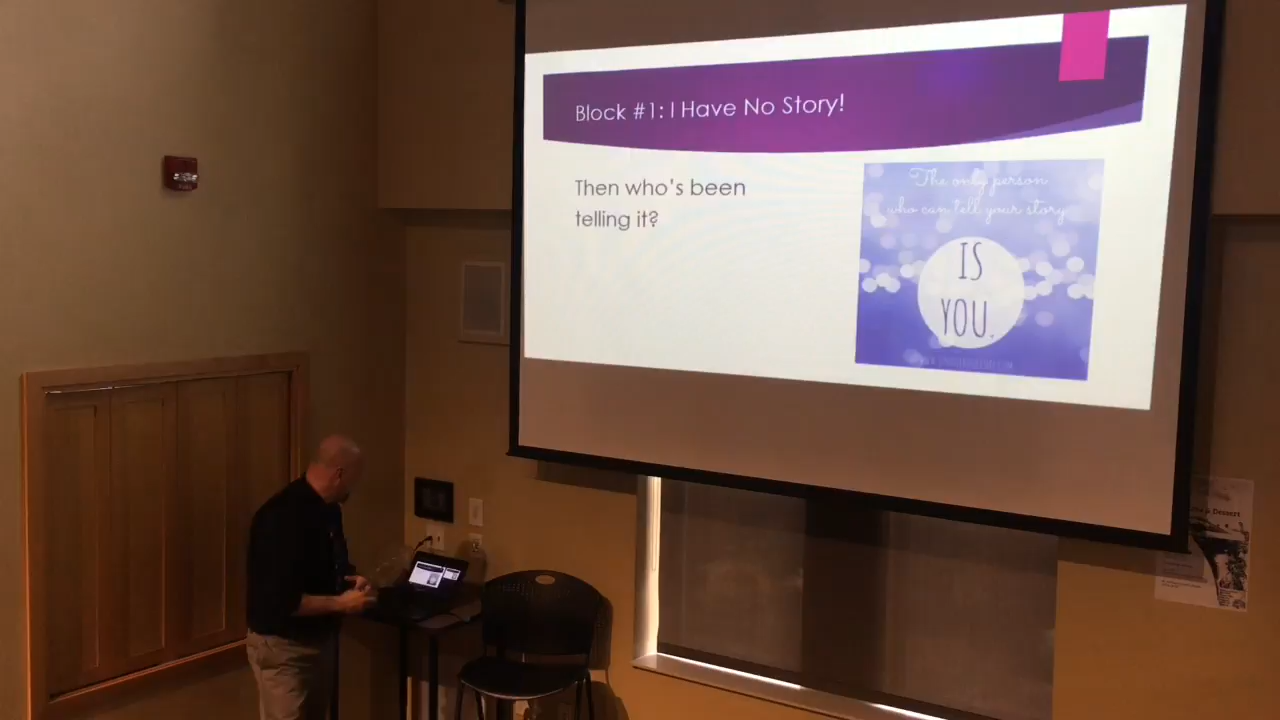 Block #1: I Have No Story!
Then who's been
telling it?
The only person
who can tell your story
IS
YOU.
& Dessert